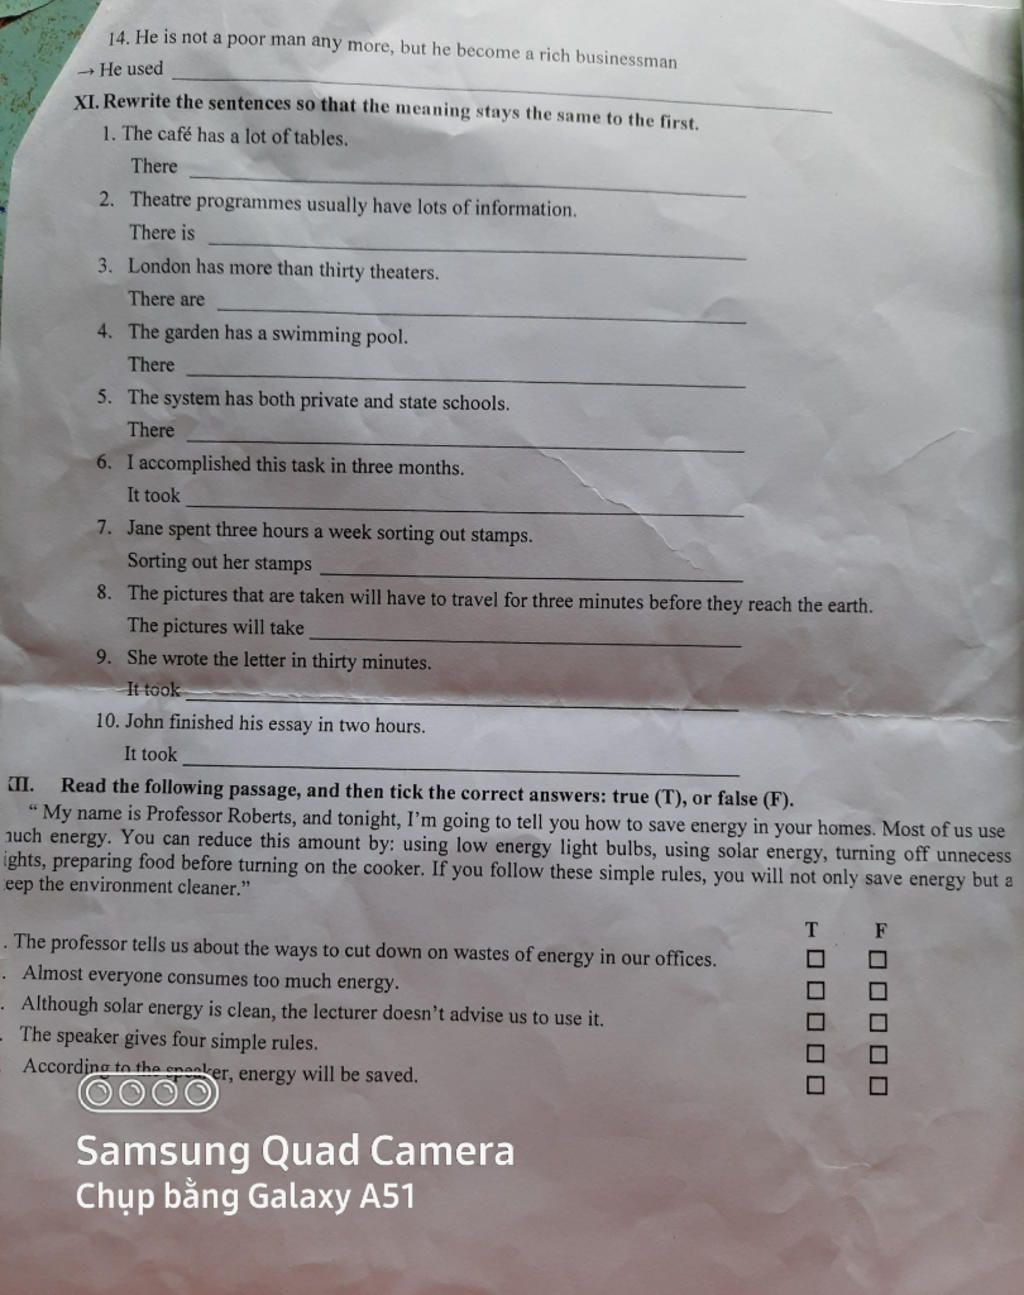 14. He is not a poor man any more, but he become a rich businessman
→ He used
XI. Rewrite the sentences so that the meaning stays the same to the first.
1. The café has a lot of tables.
There
2. Theatre programmes usually have lots of information.
There is
3. London has more than thirty theaters.
There are
4. The garden has a swimming pool.
There
5. The system has both private and state schools.
There
6. I accomplished this task in three months.
It took
7. Jane spent three hours a week sorting out stamps.
Sorting out her stamps
8. The pictures that are taken will have to travel for three minutes before they reach the earth.
The pictures will take
9. She wrote the letter in thirty minutes.
It took
10. John finished his essay in two hours.
It took
XII. Read the following passage, and then tick the correct answers: true (T), or false (F).
“ My name is Professor Roberts, and tonight, I’m going to tell you how to save energy in your homes. Most of us use
much energy. You can reduce this amount by: using low energy light bulbs, using solar energy, turning off unnecess
ights, preparing food before turning on the cooker. If you follow these simple rules, you will not only save energy but a
eep the environment cleaner.”
T F
. The professor tells us about the ways to cut down on wastes of energy in our offices.
. Almost everyone consumes too much energy.
. Although solar energy is clean, the lecturer doesn’t advise us to use it.
. The speaker gives four simple rules.
According to the speaker, energy will be saved.
Samsung Quad Camera
Chụp bằng Galaxy A51